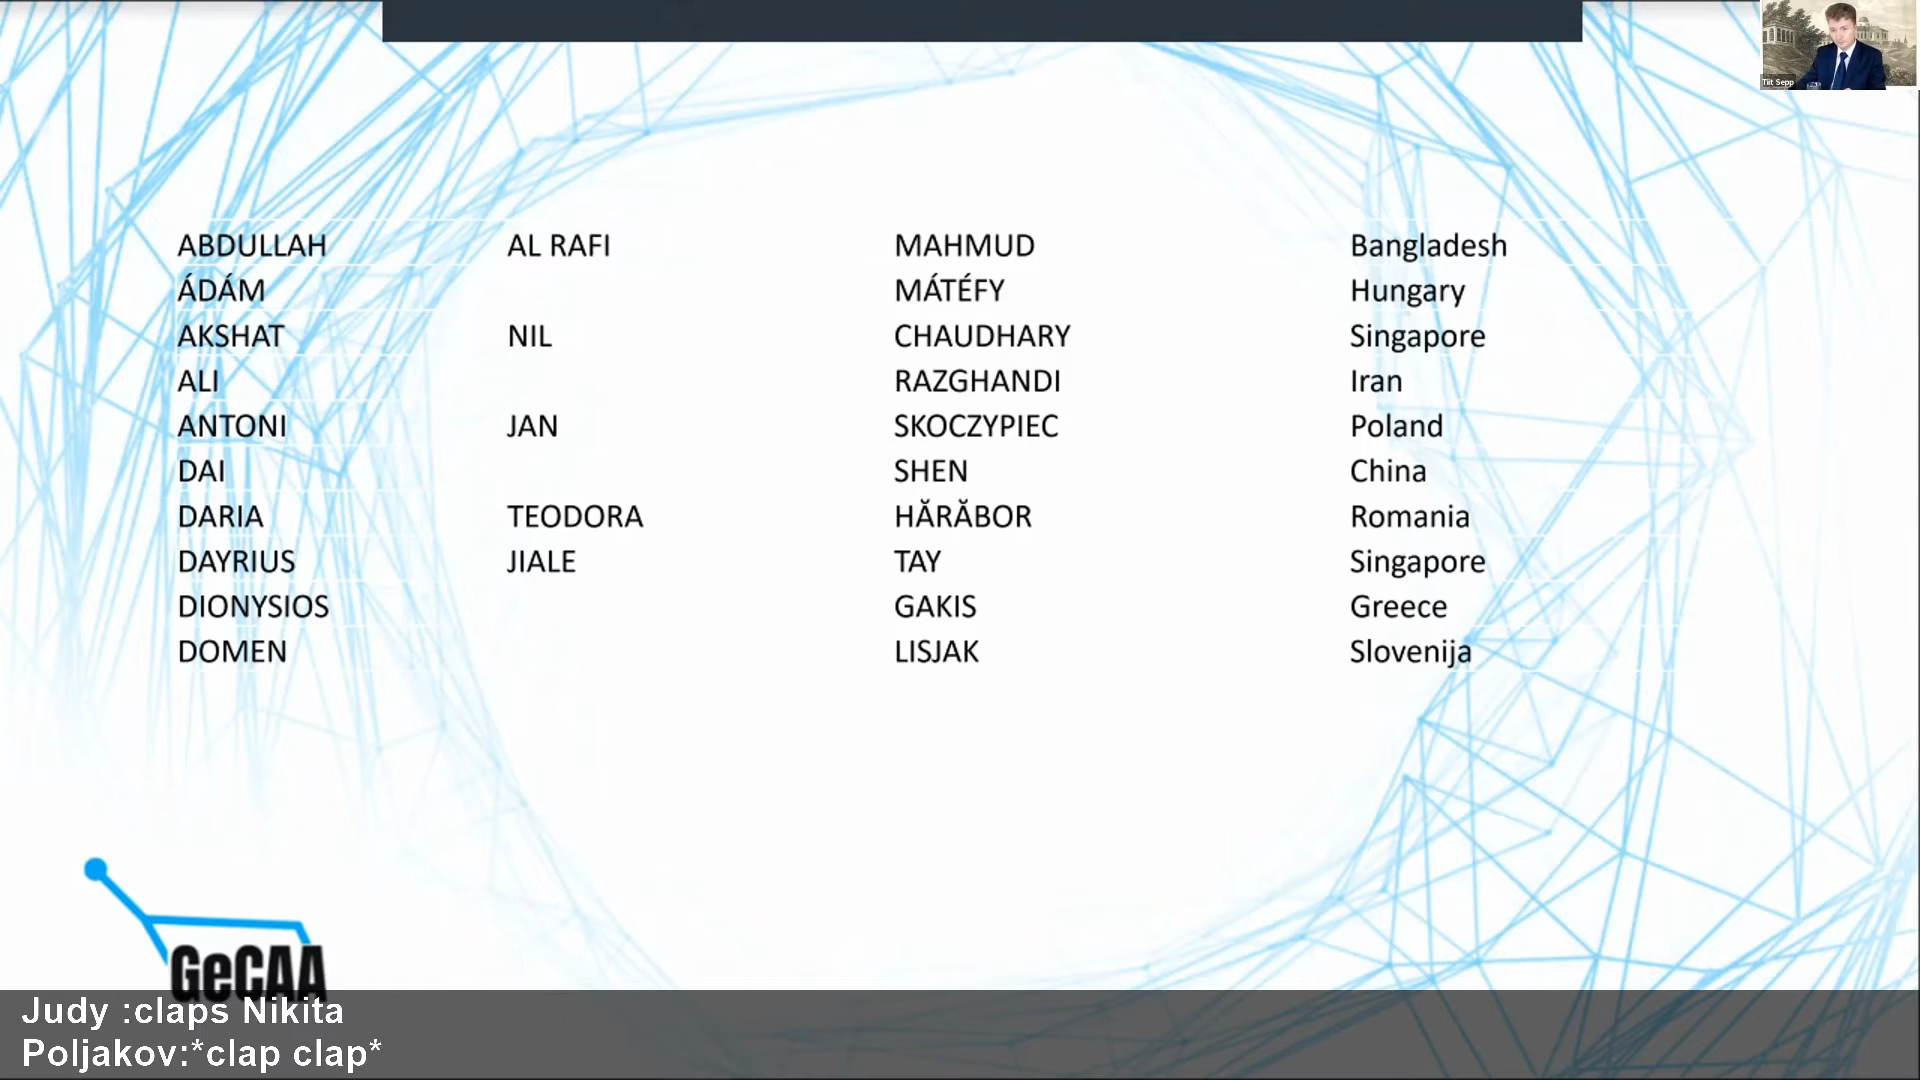 Tiit Sepp
ABDULLAH AL RAFI MAHMUD Bangladesh
ÁDÁM MÁTÉFY Hungary
AKSHAT NIL CHAUDHARY Singapore
ALI RAZGHANDI Iran
ANTONI JAN SKOCZYPIEC Poland
DAI SHEN China
DARIA TEODORA HĂRĂBOR Romania
DAYRIUS JIALE TAY Singapore
DIONYSIOS GAKIS Greece
DOMEN LISJAK Slovenija
GeCAA
Judy :claps Nikita
Poljakov:*clap clap*